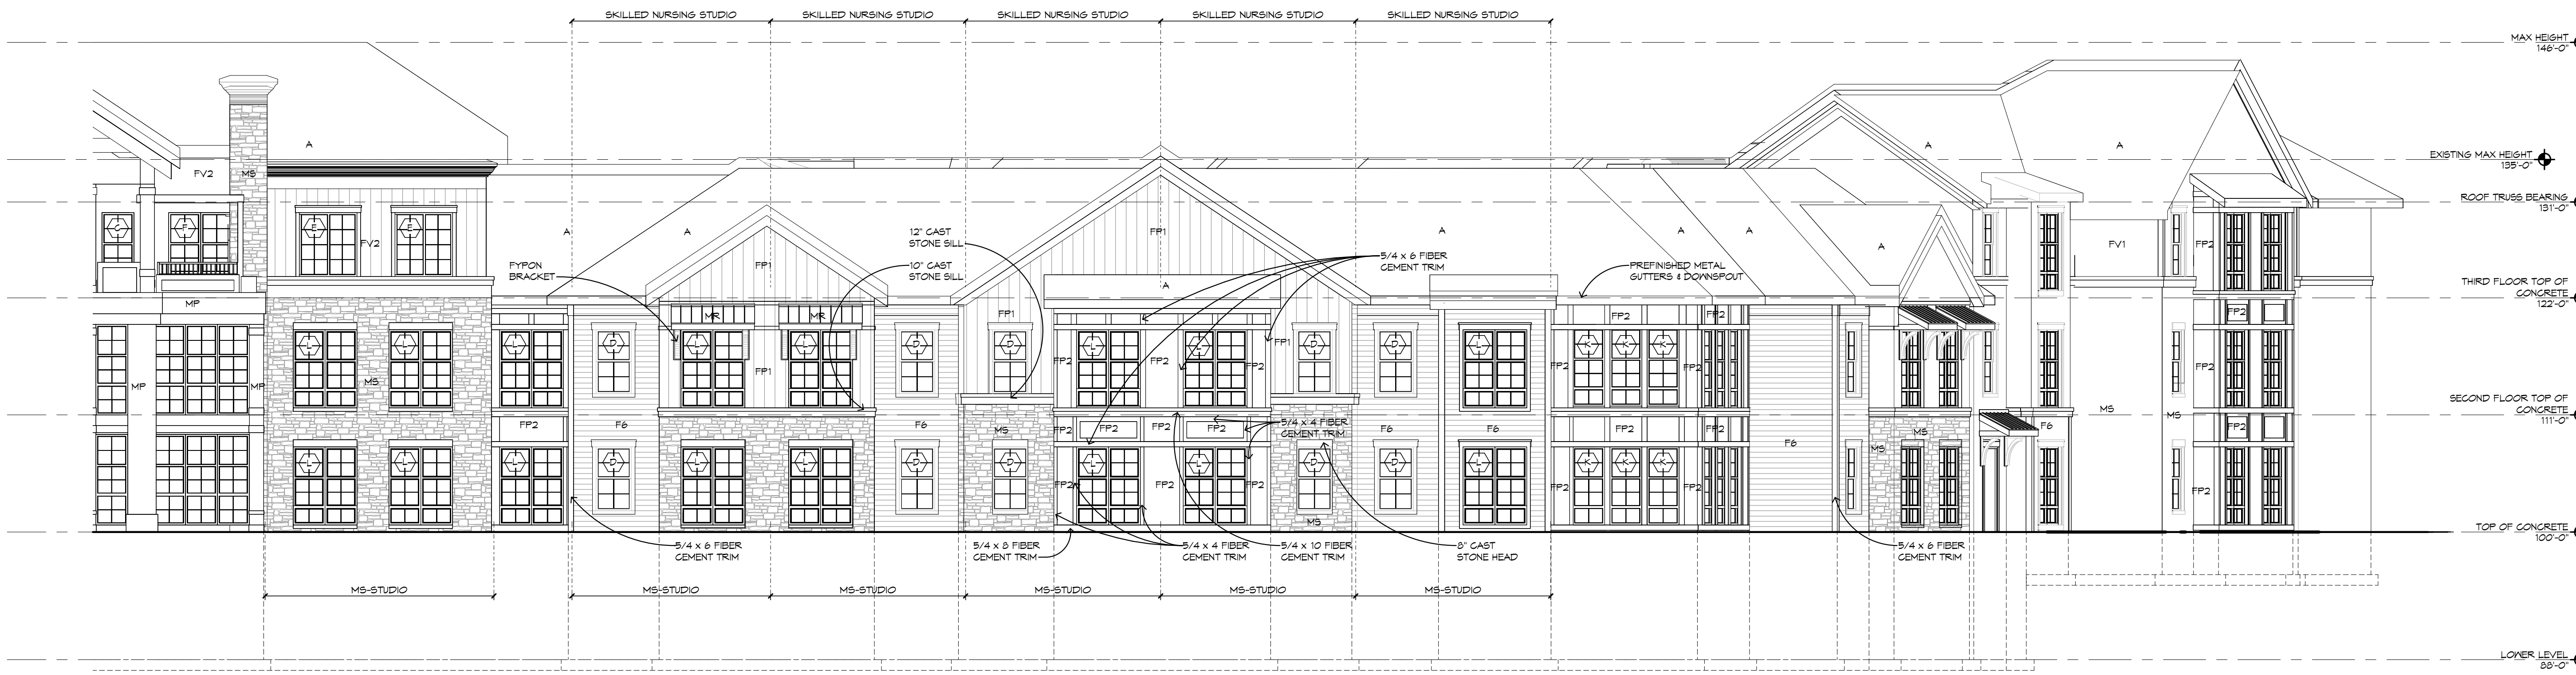 SKILLED NURSING STUDIO
SKILLED NURSING STUDIO
SKILLED NURSING STUDIO
SKILLED NURSING STUDIO
SKILLED NURSING STUDIO
MAX HEIGHT
146'-0"
A
A
A
EXISTING MAX HEIGHT
135'-0"
FV2
MS
ROOF TRUSS BEARING
131'-0"
C
F
E
E
FV2
A
A
12" CAST
STONE SILL
FP1
A
A
A
A
FV1
FP2
FYPON
BRACKET
FP1
10" CAST
STONE SILL
5/4 x 6 FIBER
CEMENT TRIM
PREFINISHED METAL
GUTTERS & DOWNSPOUT
A
THIRD FLOOR TOP OF
CONCRETE
122'-0"
MP
MR
MR
FP1
FP2
FP2
FP2
L
L
L
D
L
L
D
D
L
L
D
D
L
K
K
K
FP1
MP
MP
MS
FP1
FP2
FP2
FP2
FP2
FP2
FP2
MS
MS
SECOND FLOOR TOP OF
CONCRETE
111'-0"
FP2
F6
F6
MS
FP2
FP2
FP2
FP2
5/4 x 4 FIBER
CEMENT TRIM
F6
F6
FP2
FP2
F6
MS
MS
F6
FP2
L
L
L
D
L
L
D
D
L
L
D
D
L
K
K
K
FP2
FP2
FP2
FP2
FP2
FP2
MS
TOP OF CONCRETE
100'-0"
5/4 x 6 FIBER
CEMENT TRIM
5/4 x 8 FIBER
CEMENT TRIM
5/4 x 4 FIBER
CEMENT TRIM
5/4 x 10 FIBER
CEMENT TRIM
8" CAST
STONE HEAD
5/4 x 6 FIBER
CEMENT TRIM
MS-STUDIO
MS-STUDIO
MS-STUDIO
MS-STUDIO
MS-STUDIO
MS-STUDIO
LOWER LEVEL
88'-0"